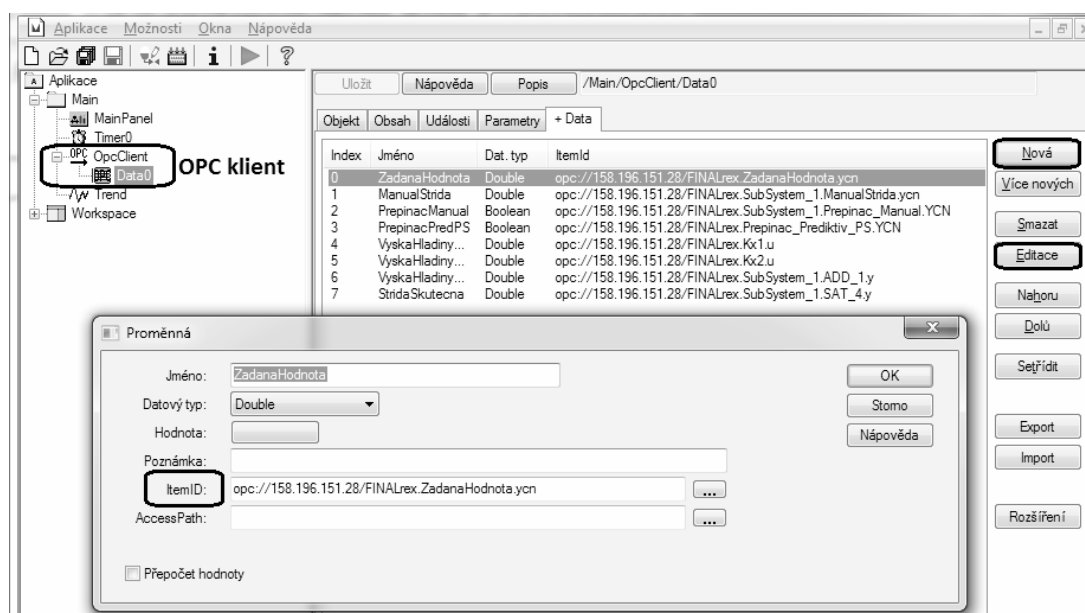 Aplikace Možnosti Okna Nápověda
Aplikace
Main
MainPanel
Timer0
OPC OpcClient
Data0
Trend
Workspace
OPC klient
Uložit Nápověda Popis /Main/OpcClient/Data0
Objekt Obsah Události Parametry + Data
Index Jméno Dat. typ ItemId
0 ZadanaHodnota Double opc://158.196.151.28/FINALrex.ZadanaHodnota.ycn
1 ManualStrida Double opc://158.196.151.28/FINALrex.SubSystem_1.ManualStrida.ycn
2 PrepinacManual Boolean opc://158.196.151.28/FINALrex.SubSystem_1.Prepinac_Manual.YCN
3 PrepinacPredPS Boolean opc://158.196.151.28/FINALrex.Prepinac_Prediktiv_PS.YCN
4 VyskaHladiny... Double opc://158.196.151.28/FINALrex.Kx1.u
5 VyskaHladiny... Double opc://158.196.151.28/FINALrex.Kx2.u
6 VyskaHladiny... Double opc://158.196.151.28/FINALrex.SubSystem_1.ADD_1.y
7 StridaSkutecna Double opc://158.196.151.28/FINALrex.SubSystem_1.SAT_4.y
Nová
Více nových
Smazat
Editace
Nahoru
Dolů
Setřídit
Export
Import
Rozšíření
Proměnná
Jméno: ZadanaHodnota
Datový typ: Double
Hodnota:
Poznámka:
ItemID: opc://158.196.151.28/FINALrex.ZadanaHodnota.ycn ...
AccessPath: ...
Přepočet hodnoty
OK
Storno
Nápověda